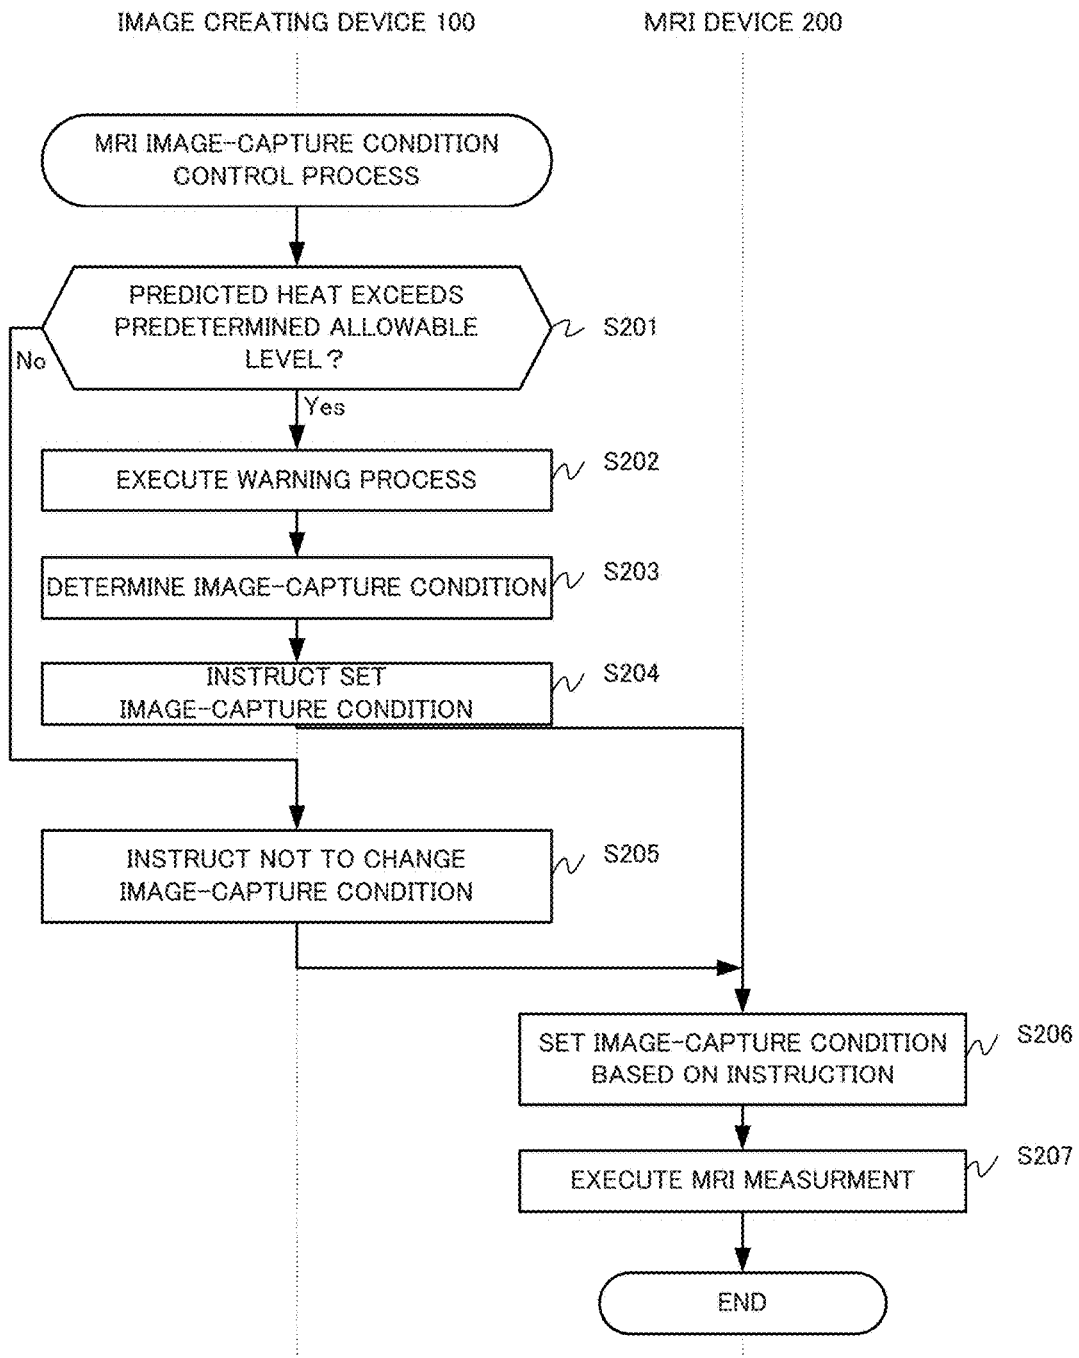 IMAGE CREATING DEVICE 100
MRI DEVICE 200
MRI IMAGE-CAPTURE CONDITION
CONTROL PROCESS
PREDICTED HEAT EXCEEDS
PREDETERMINED ALLOWABLE
LEVEL?
S201
No
Yes
EXECUTE WARNING PROCESS
S202
DETERMINE IMAGE-CAPTURE CONDITION
S203
INSTRUCT SET
IMAGE-CAPTURE CONDITION
S204
INSTRUCT NOT TO CHANGE
IMAGE-CAPTURE CONDITION
S205
SET IMAGE-CAPTURE CONDITION
BASED ON INSTRUCTION
S206
EXECUTE MRI MEASURMENT
S207
END